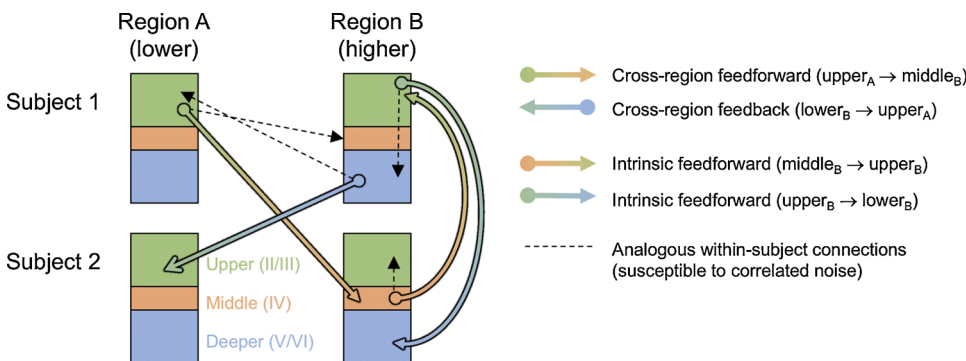 Region A
(lower)
Region B
(higher)
Subject 1
Subject 2
Upper (II/III)
Middle (IV)
Deeper (V/VI)
Cross-region feedforward (upperA → middleB)
Cross-region feedback (lowerB → upperA)
Intrinsic feedforward (middleB → upperB)
Intrinsic feedforward (upperB → lowerB)
Analogous within-subject connections
(susceptible to correlated noise)